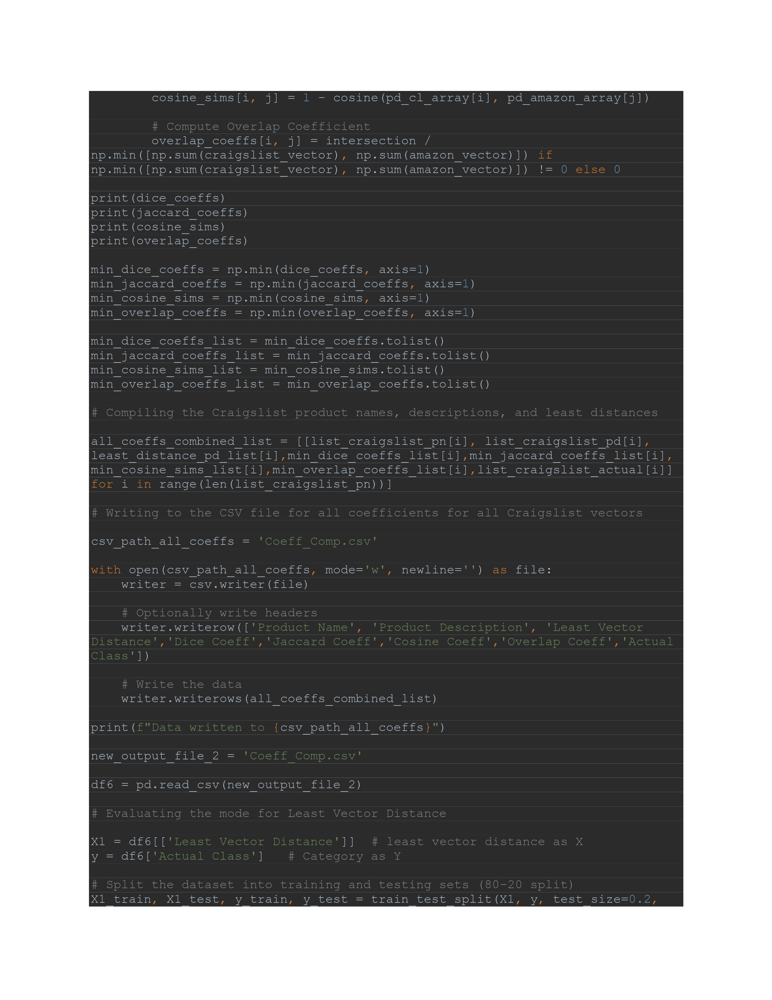 cosine_sims[i, j] = 1 - cosine(pd_cl_array[i], pd_amazon_array[j])

        # Compute Overlap Coefficient
        overlap_coeffs[i, j] = intersection /
np.min([np.sum(craigslist_vector), np.sum(amazon_vector)]) if
np.min([np.sum(craigslist_vector), np.sum(amazon_vector)]) != 0 else 0

print(dice_coeffs)
print(jaccard_coeffs)
print(cosine_sims)
print(overlap_coeffs)

min_dice_coeffs = np.min(dice_coeffs, axis=1)
min_jaccard_coeffs = np.min(jaccard_coeffs, axis=1)
min_cosine_sims = np.min(cosine_sims, axis=1)
min_overlap_coeffs = np.min(overlap_coeffs, axis=1)

min_dice_coeffs_list = min_dice_coeffs.tolist()
min_jaccard_coeffs_list = min_jaccard_coeffs.tolist()
min_cosine_sims_list = min_cosine_sims.tolist()
min_overlap_coeffs_list = min_overlap_coeffs.tolist()

# Compiling the Craigslist product names, descriptions, and least distances

all_coeffs_combined_list = [[list_craigslist_pn[i], list_craigslist_pd[i],
least_distance_pd_list[i],min_dice_coeffs_list[i],min_jaccard_coeffs_list[i],
min_cosine_sims_list[i],min_overlap_coeffs_list[i],list_craigslist_actual[i]]
for i in range(len(list_craigslist_pn))]

# Writing to the CSV file for all coefficients for all Craigslist vectors

csv_path_all_coeffs = 'Coeff_Comp.csv'

with open(csv_path_all_coeffs, mode='w', newline='') as file:
    writer = csv.writer(file)

    # Optionally write headers
    writer.writerow(['Product Name', 'Product Description', 'Least Vector
Distance','Dice Coeff','Jaccard Coeff','Cosine Coeff','Overlap Coeff','Actual
Class'])

    # Write the data
    writer.writerows(all_coeffs_combined_list)

print(f"Data written to {csv_path_all_coeffs}")

new_output_file_2 = 'Coeff_Comp.csv'

df6 = pd.read_csv(new_output_file_2)

# Evaluating the mode for Least Vector Distance

X1 = df6[['Least Vector Distance']]  # least vector distance as X
y = df6['Actual Class']   # Category as Y

# Split the dataset into training and testing sets (80-20 split)
X1_train, X1_test, y_train, y_test = train_test_split(X1, y, test_size=0.2,